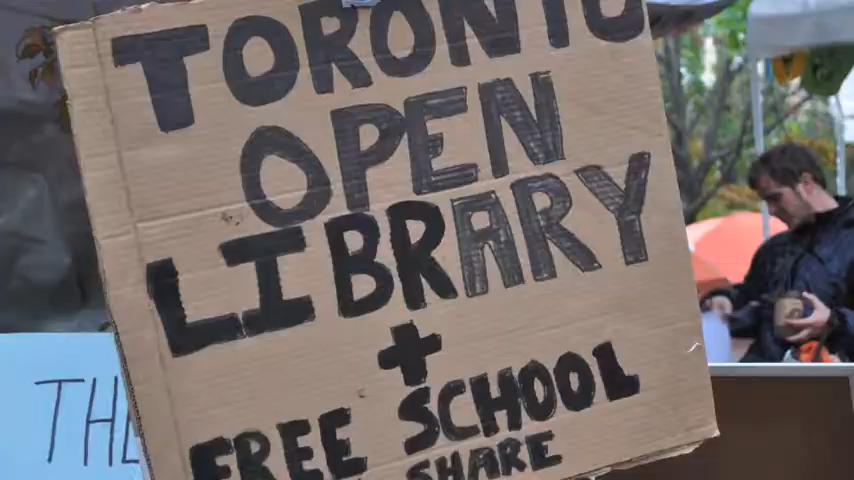 TORONTO
OPEN
LIBRARY
+
FREE SCHOOL
SHARE